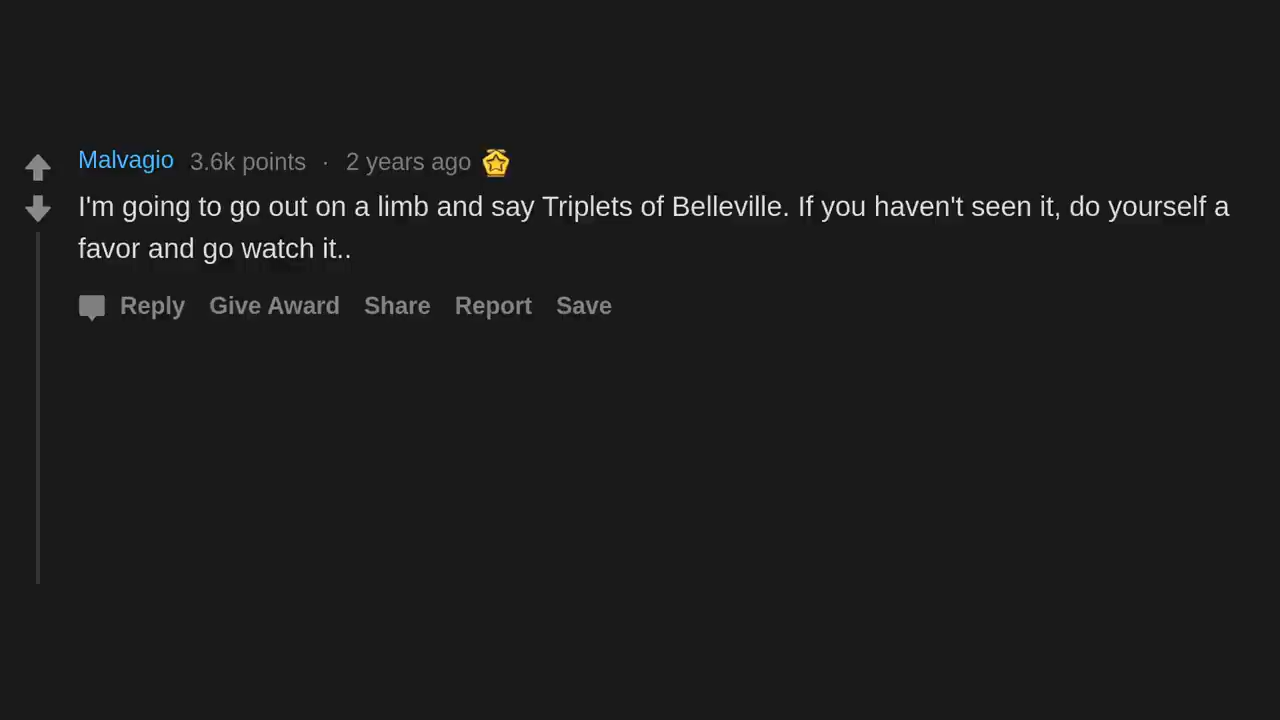 Malvagio 3.6k points · 2 years ago
I'm going to go out on a limb and say Triplets of Belleville. If you haven't seen it, do yourself a
favor and go watch it..
Reply Give Award Share Report Save